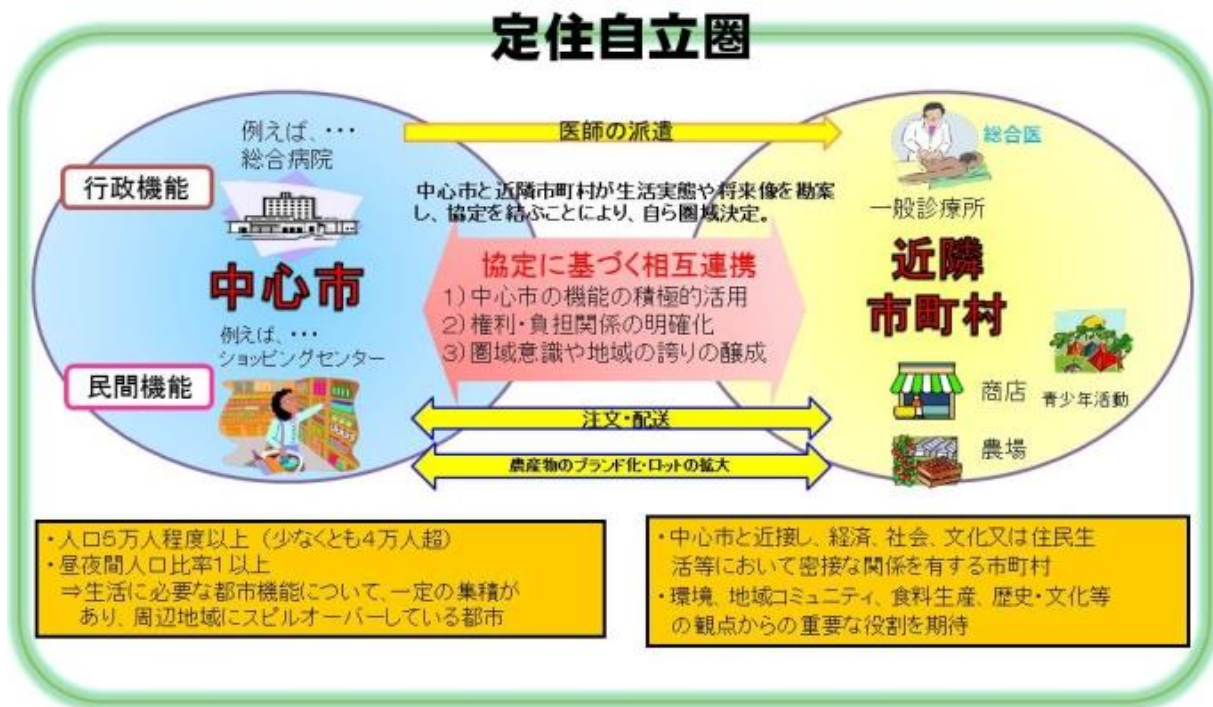 定住自立圏
例えば、・・・
総合病院
行政機能
中心市
例えば、・・・
ショッピングセンター
民間機能
医師の派遣
中心市と近隣市町村が生活実態や将来像を勘案
し、協定を結ぶことにより、自ら圏域決定。
協定に基づく相互連携
1)中心市の機能の積極的活用
2)権利・負担関係の明確化
3)圏域意識や地域の誇りの醸成
注文・配送
農産物のブランド化・ロットの拡大
総合医
一般診療所
近隣
市町村
商店
青少年活動
農場
・人口5万人程度以上（少なくとも4万人超）
・昼夜間人口比率1以上
⇒生活に必要な都市機能について、一定の集積が
あり、周辺地域にスピルオーバーしている都市
・中心市と近接し、経済、社会、文化又は住民生
活等において密接な関係を有する市町村
・環境、地域コミュニティ、食料生産、歴史・文化等
の観点からの重要な役割を期待